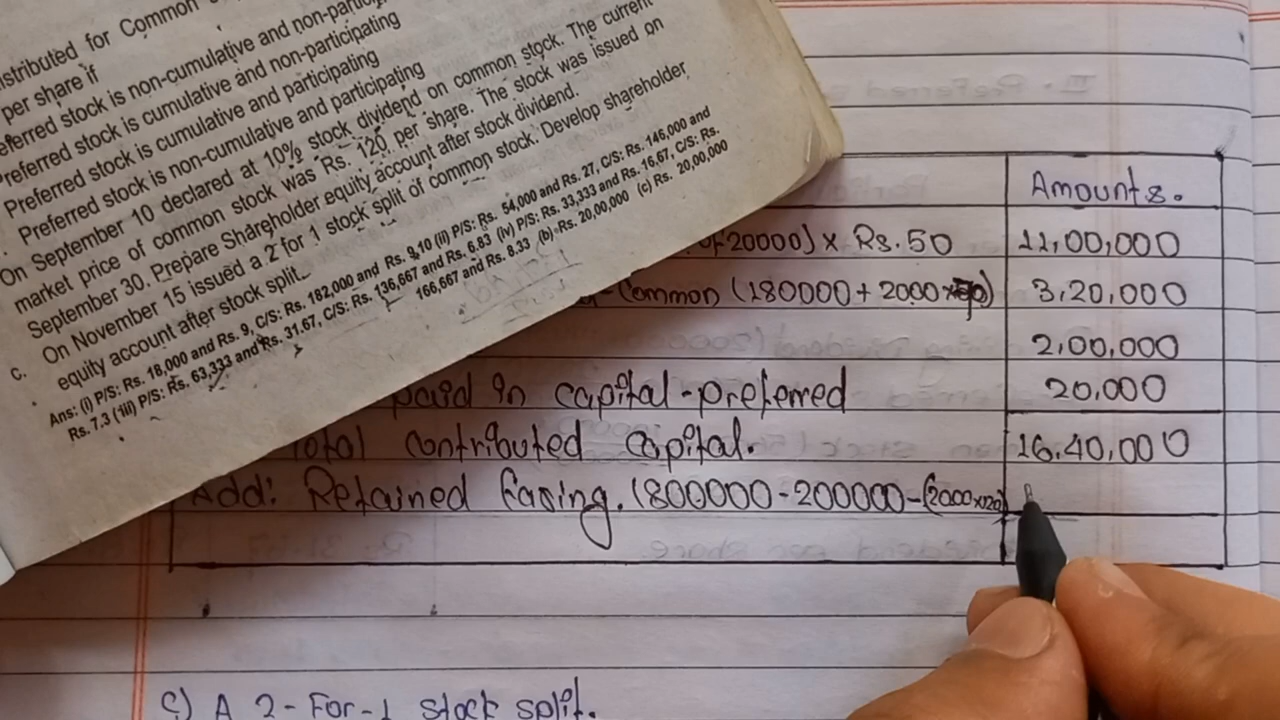 istributed for Common
per share if
eferred stock is non-cumulative and non-participating
Preferred stock is cumulative and non-participating
Preferred stock is cumulative and participating
Preferred stock is non-cumulative and participating
On September 10 declared at 10% stock dividend on common stock. The current
market price of common stock was Rs. 120 per share. The stock was issued on
September 30. Prepare Shareholder equity account after stock dividend.
c. On November 15 issued a 2 for 1 stock split of common stock. Develop shareholder
equity account after stock split.
Ans: (i) P/S: Rs. 18,000 and Rs. 9, C/S: Rs. 182,000 and Rs. 9.10 (ii) P/S: Rs. 54,000 and Rs. 27, C/S: Rs. 146,000 and
Rs. 7.3 (iii) P/S: Rs. 63,333 and Rs. 31.67, C/S: Rs. 136,667 and Rs. 6.83 (iv) P/S: Rs. 33,333 and Rs. 16.67, C/S: Rs.
166,667 and Rs. 8.33 (b) Rs. 20,00,000 (c) Rs. 20,00,000
Amounts.
of 20000) x Rs. 50 11,00,000
Common (180000 + 2000 3,20,000
2,00,000
paid in capital-preferred 20,000
Total contributed capital. 16,40,000
Add: Retained Earing. (800000-200000-(2000x120)
c) A 2-For-1 stock split.